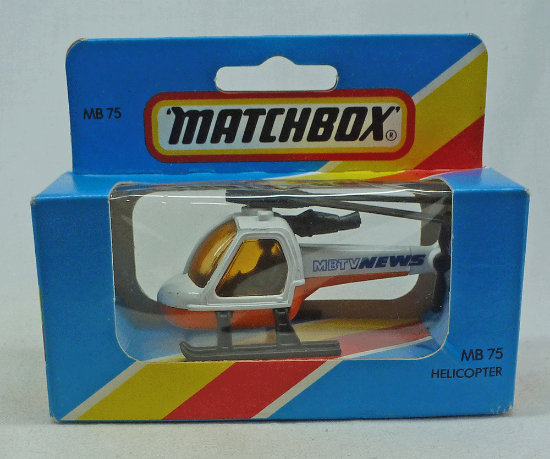 MB 75
'MATCHBOX'®
MBTV NEWS
MB 75
HELICOPTER